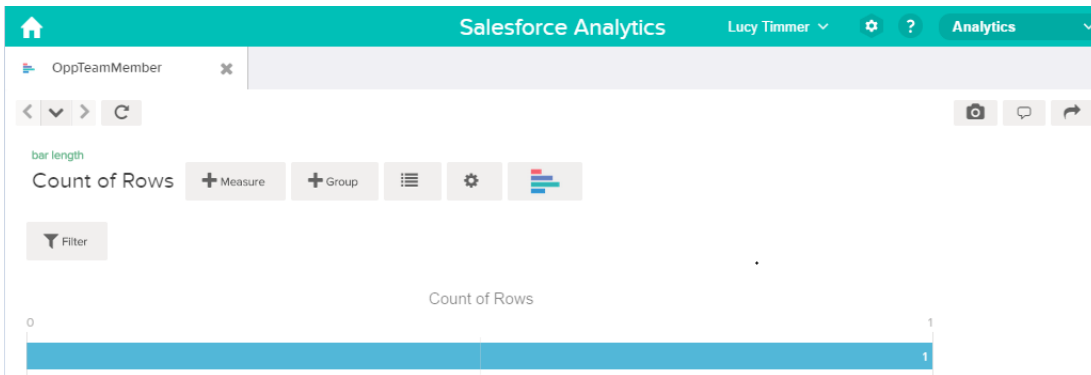 Salesforce Analytics
Lucy Timmer
?
Analytics
OppTeamMember
bar length
Count of Rows
Measure
Group
Filter
Count of Rows
0 1
1